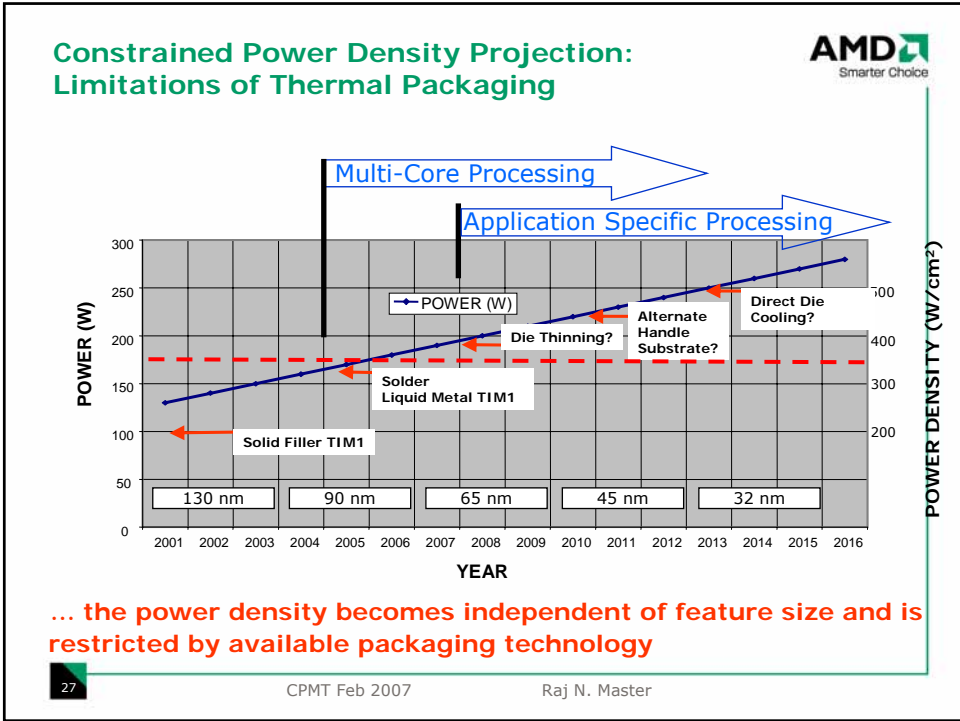 Constrained Power Density Projection:
Limitations of Thermal Packaging
AMD
Smarter Choice
Multi-Core Processing
Application Specific Processing
POWER (W)
300
250
200
150
100
50
0
POWER (W)
Solid Filler TIM1
Solder
Liquid Metal TIM1
Die Thinning?
Alternate
Handle
Substrate?
Direct Die
Cooling?
500
400
300
200
POWER DENSITY (W/cm²)
130 nm 90 nm 65 nm 45 nm 32 nm
2001 2002 2003 2004 2005 2006 2007 2008 2009 2010 2011 2012 2013 2014 2015 2016
YEAR
... the power density becomes independent of feature size and is
restricted by available packaging technology
27 CPMT Feb 2007 Raj N. Master